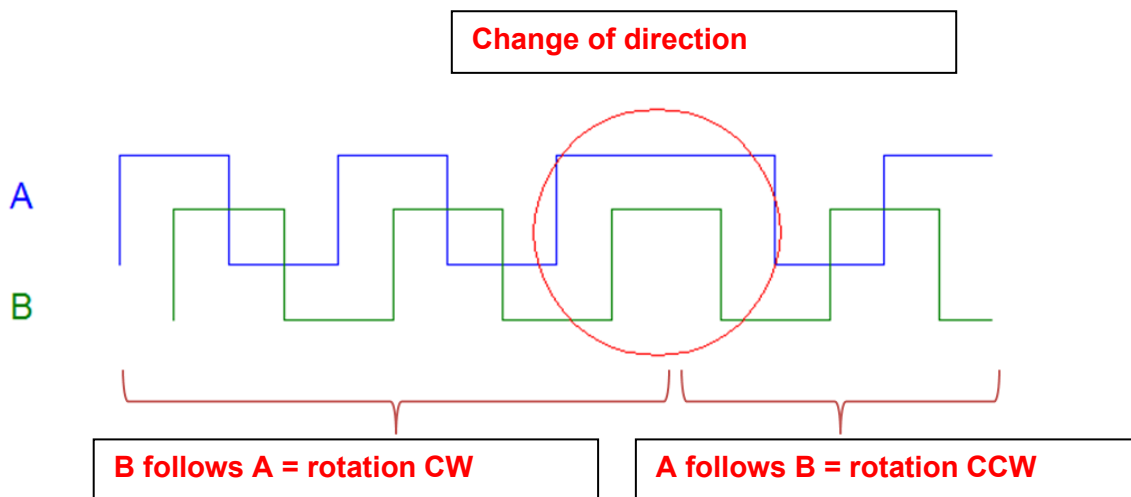 Change of direction
A
B
B follows A = rotation CW
A follows B = rotation CCW